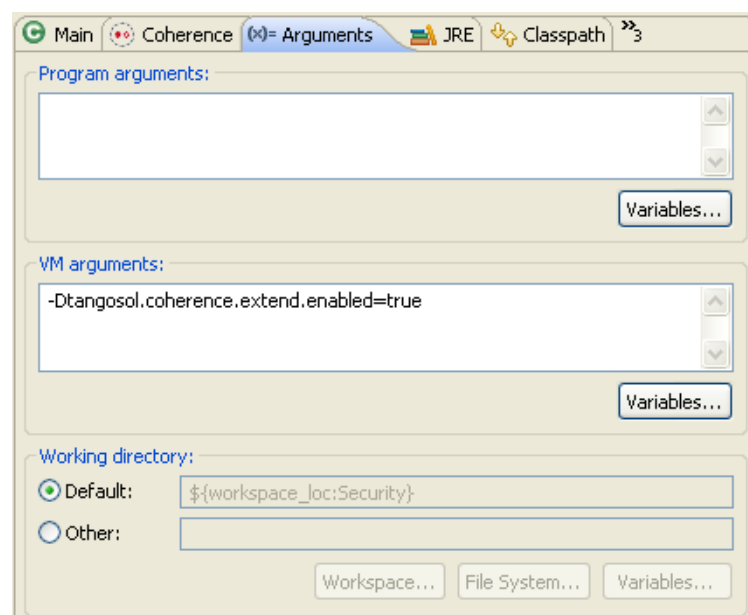 Main Coherence (x)= Arguments JRE Classpath »3
Program arguments:
Variables...
VM arguments:
-Dtangosol.coherence.extend.enabled=true
Variables...
Working directory:
Default: ${workspace_loc:Security}
Other:
Workspace... File System... Variables...